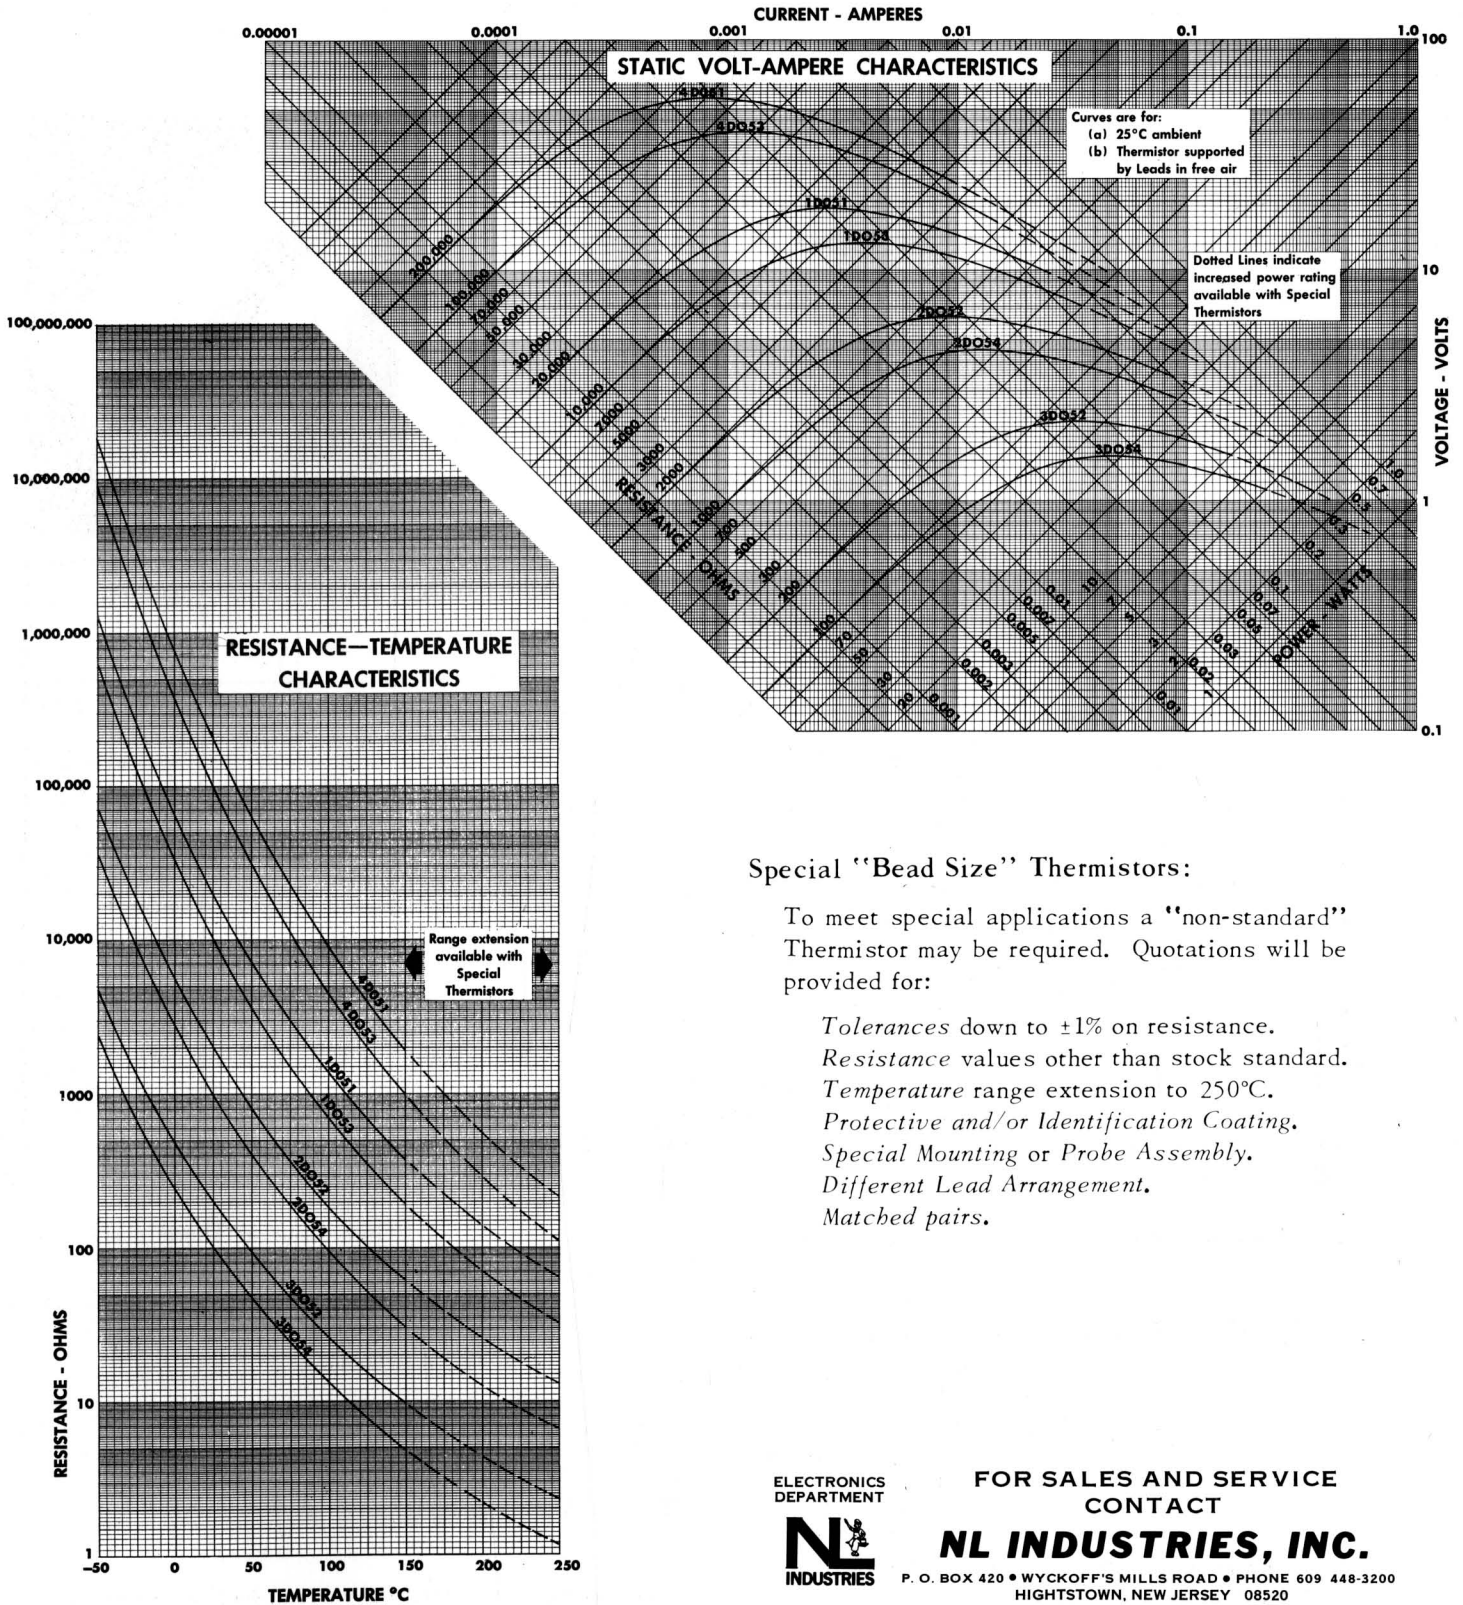 CURRENT - AMPERES
0.00001 0.0001 0.001 0.01 0.1 1.0
100
STATIC VOLT-AMPERE CHARACTERISTICS
4D051
4DO53
Curves are for:
(a) 25°C ambient
(b) Thermistor supported
by Leads in free air
1D051
1DO53
Dotted Lines indicate
increased power rating
available with Special
Thermistors
10
2DO52
2DO54
3DO52
3DO54
1
0.1
VOLTAGE - VOLTS
200,000
100,000
70,000
50,000
30,000
20,000
10,000
7000
5000
3000
2000
1000
700
500
300
200
100
70
50
30
20
10
7
5
3
2
1
RESISTANCE - OHMS
0.001
0.002
0.003
0.005
0.007
0.01
0.01
0.02
0.03
0.05
0.07
0.1
0.2
0.3
0.5
0.7
1.0
POWER WATTS
100,000,000
10,000,000
1,000,000
100,000
10,000
1000
100
10
1
RESISTANCE - OHMS
RESISTANCE—TEMPERATURE
CHARACTERISTICS
Range extension
available with
Special
Thermistors
4D051
4DO53
1D051
1DO53
2DO52
2DO54
3DO52
3DO54
-50 0 50 100 150 200 250
TEMPERATURE °C
Special "Bead Size" Thermistors:
To meet special applications a "non-standard"
Thermistor may be required. Quotations will be
provided for:
Tolerances down to ±1% on resistance.
Resistance values other than stock standard.
Temperature range extension to 250°C.
Protective and/or Identification Coating.
Special Mounting or Probe Assembly.
Different Lead Arrangement.
Matched pairs.
ELECTRONICS
DEPARTMENT
NL
INDUSTRIES
FOR SALES AND SERVICE
CONTACT
NL INDUSTRIES, INC.
P. O. BOX 420 • WYCKOFF'S MILLS ROAD • PHONE 609 448-3200
HIGHTSTOWN, NEW JERSEY 08520